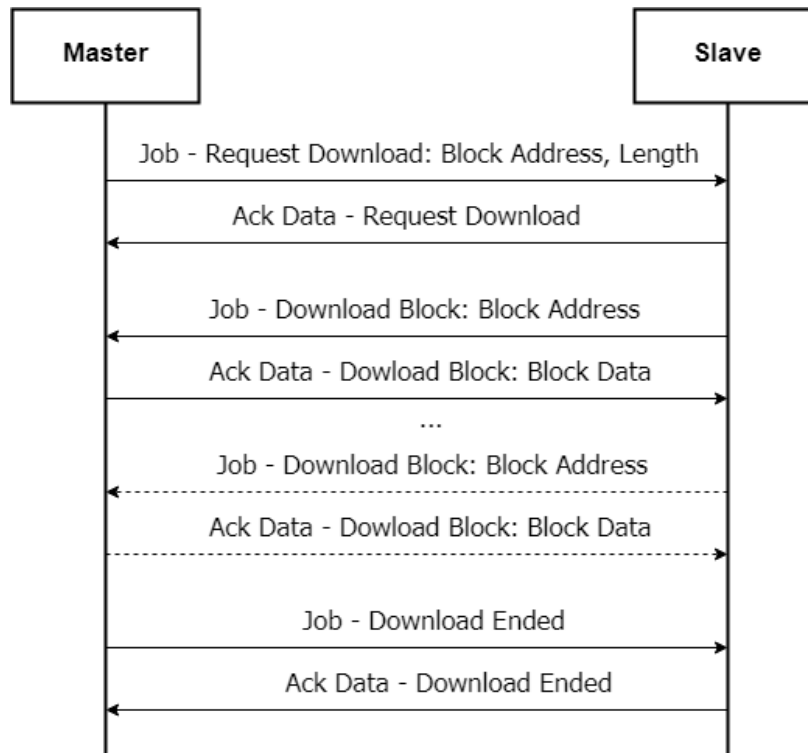 Master
Slave
Job - Request Download: Block Address, Length
Ack Data - Request Download
Job - Download Block: Block Address
Ack Data - Dowload Block: Block Data
...
Job - Download Block: Block Address
Ack Data - Dowload Block: Block Data
Job - Download Ended
Ack Data - Download Ended